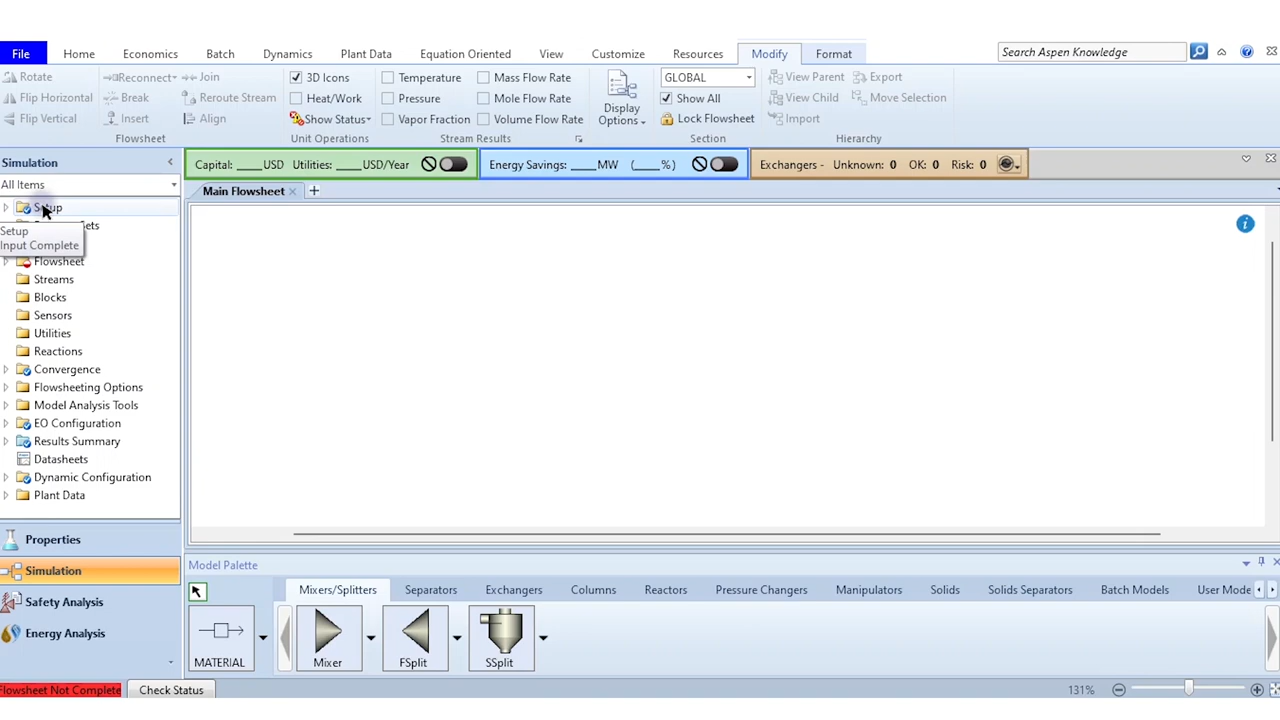 File Home Economics Batch Dynamics Plant Data Equation Oriented View Customize Resources Modify Format Search Aspen Knowledge
Rotate Reconnect Join 3D Icons Temperature Mass Flow Rate GLOBAL View Parent Export
Flip Horizontal Break Reroute Stream Heat/Work Pressure Mole Flow Rate Display Options Show All View Child Move Selection
Flip Vertical Insert Align Show Status Vapor Fraction Volume Flow Rate Lock Flowsheet Import
Flowsheet Unit Operations Stream Results Section Hierarchy
Simulation Capital: ____USD Utilities: ____USD/Year Energy Savings: ____MW (____%) Exchangers - Unknown: 0 OK: 0 Risk: 0
All Items Main Flowsheet
Setup
Setup
Input Complete
Flowsheet
Streams
Blocks
Sensors
Utilities
Reactions
Convergence
Flowsheeting Options
Model Analysis Tools
EO Configuration
Results Summary
Datasheets
Dynamic Configuration
Plant Data
Properties
Simulation
Safety Analysis
Energy Analysis
Model Palette
Mixers/Splitters Separators Exchangers Columns Reactors Pressure Changers Manipulators Solids Solids Separators Batch Models User Mode
MATERIAL Mixer FSplit SSplit
Flowsheet Not Complete Check Status 131%